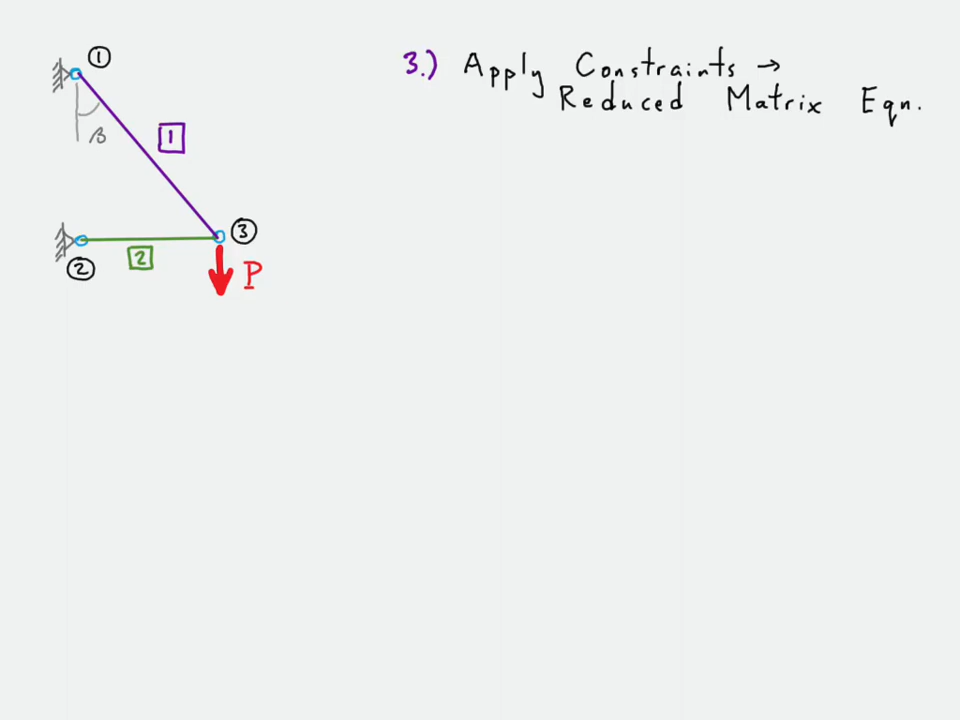 3.) Apply Constraints →
Reduced Matrix Eqn.
1
β
1
3
2
2
P